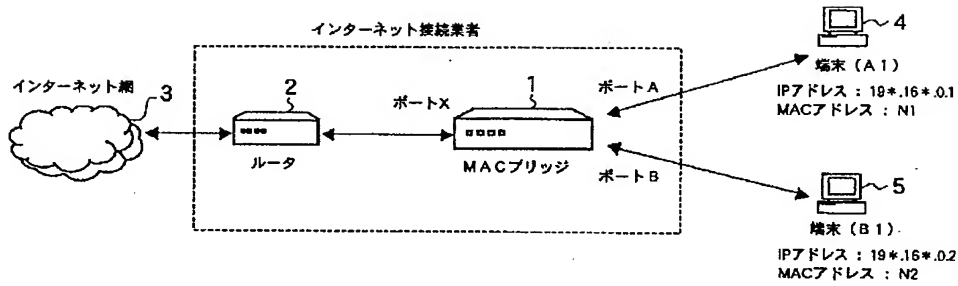 インターネット接続業者
インターネット網
3
2
ルータ
ポートX
1
MACブリッジ
ポートA
ポートB
4
端末（A1）
IPアドレス：19*.16*.0.1
MACアドレス：N1
5
端末（B1）
IPアドレス：19*.16*.0.2
MACアドレス：N2